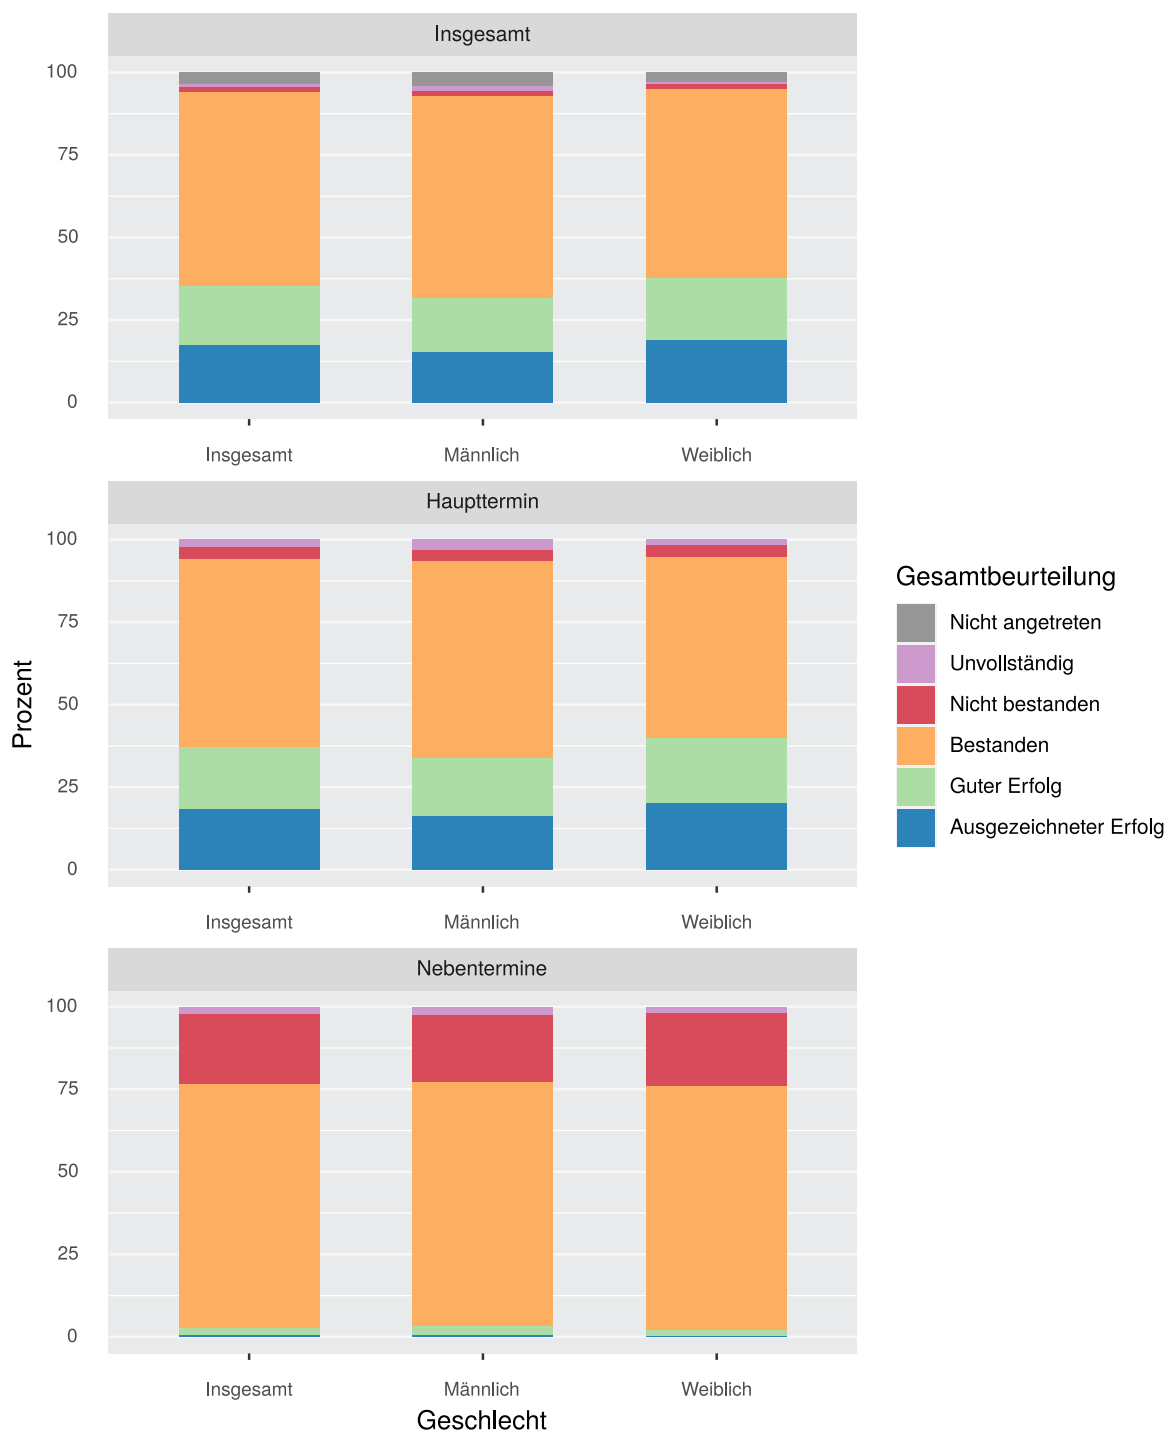 Insgesamt
100
75
50
25
0
Insgesamt Männlich Weiblich
Haupttermin
100
75
50
25
0
Insgesamt Männlich Weiblich
Nebentermine
100
75
50
25
0
Insgesamt Männlich Weiblich
Geschlecht
Prozent
Gesamtbeurteilung
Nicht angetreten
Unvollständig
Nicht bestanden
Bestanden
Guter Erfolg
Ausgezeichneter Erfolg